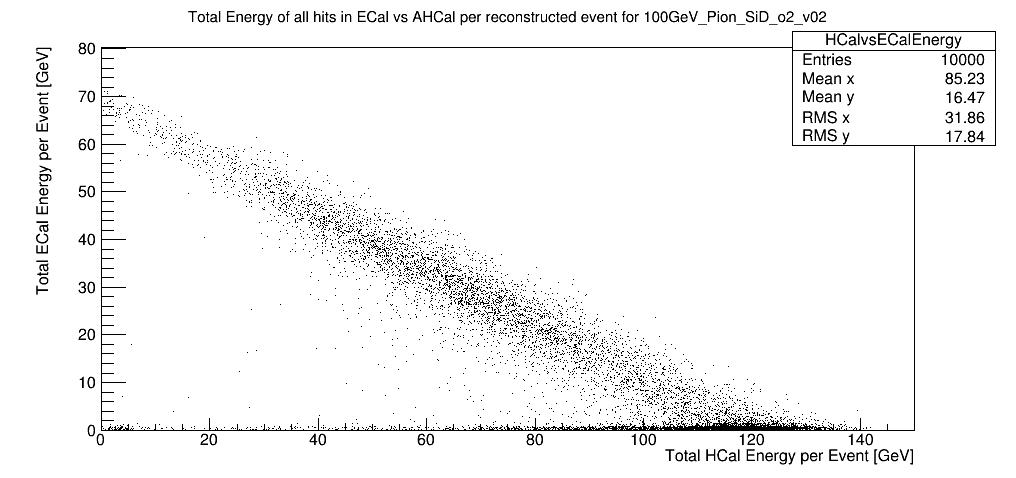 Total Energy of all hits in ECal vs AHCal per reconstructed event for 100GeV_Pion_SiD_o2_v02
HCalvsECalEnergy
Entries 10000
Mean x 85.23
Mean y 16.47
RMS x 31.86
RMS y 17.84
Total ECal Energy per Event [GeV]
80
70
60
50
40
30
20
10
0
0 20 40 60 80 100 120 140
Total HCal Energy per Event [GeV]